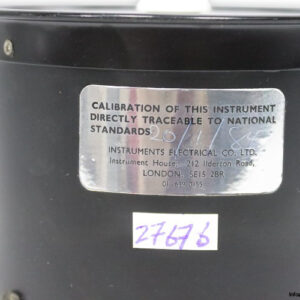 CALIBRATION OF THIS INSTRUMENT
DIRECTLY TRACEABLE TO NATIONAL
STANDARDS
INSTRUMENTS ELECTRICAL CO. LTD.
Instrument House, 212 Ilderton Road,
LONDON, SE15 2BR
27676